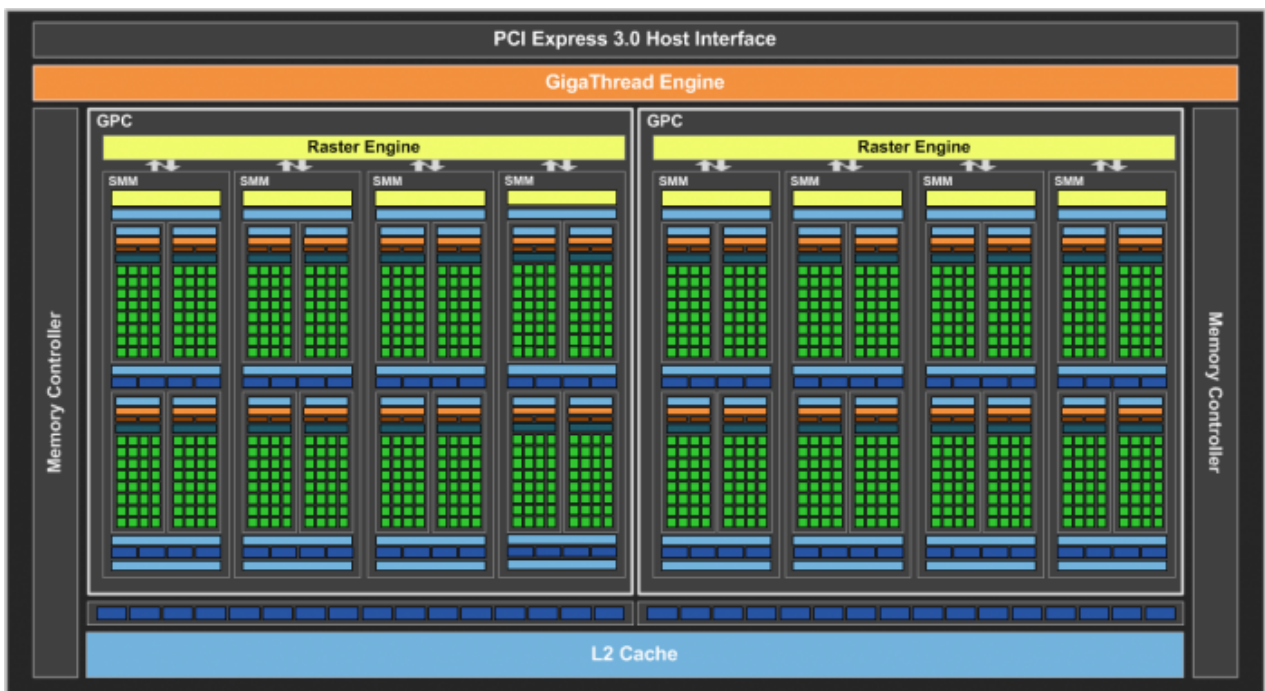 PCI Express 3.0 Host Interface
GigaThread Engine
GPC
GPC
Raster Engine
Raster Engine
SMM
SMM
SMM
SMM
SMM
SMM
SMM
SMM
Memory Controller
Memory Controller
L2 Cache